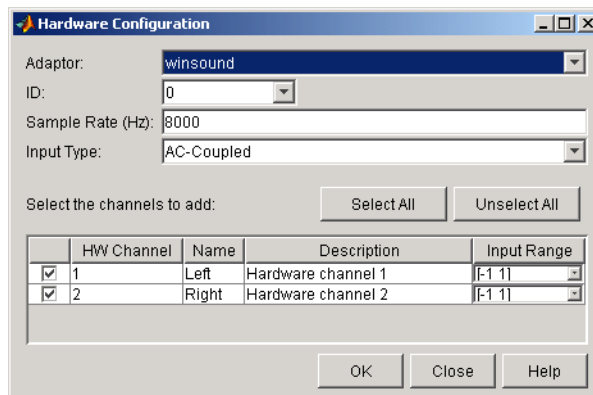 Hardware Configuration
Adaptor: winsound
ID: 0
Sample Rate (Hz): 8000
Input Type: AC-Coupled
Select the channels to add: Select All Unselect All
HW Channel Name Description Input Range
1 Left Hardware channel 1 [-1 1]
2 Right Hardware channel 2 [-1 1]
OK Close Help